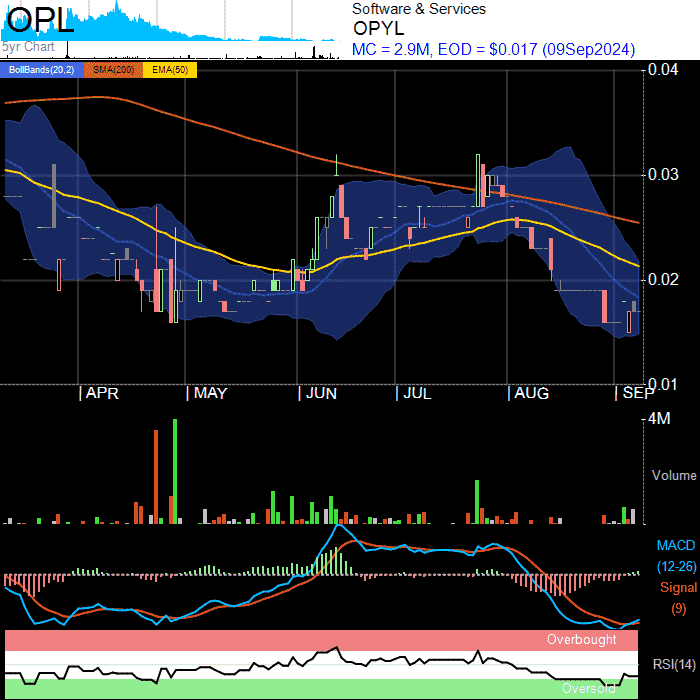 OPL
5yr Chart
Software & Services
OPYL
MC = 2.9M, EOD = $0.017 (09Sep2024)
BollBands(20,2) SMA(200) EMA(50)
0.04
0.03
0.02
0.01
APR MAY JUN JUL AUG SEP
4M
Volume
MACD
(12-26)
Signal
(9)
Overbought
RSI(14)
Oversold